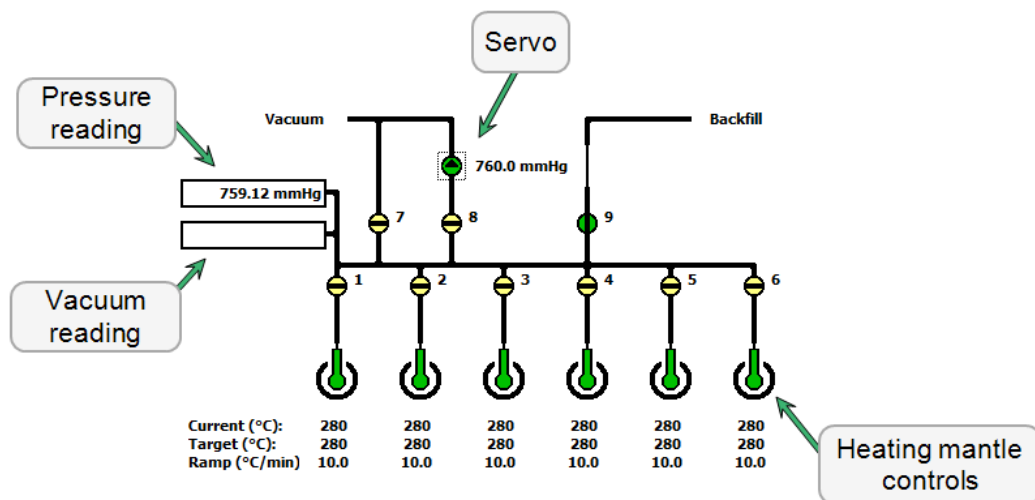 Servo
Pressure
reading
Vacuum
Backfill
760.0 mmHg
759.12 mmHg
7
8
9
1
2
3
4
5
6
Vacuum
reading
Current (°C): 280 280 280 280 280 280
Target (°C): 280 280 280 280 280 280
Ramp (°C/min) 10.0 10.0 10.0 10.0 10.0 10.0
Heating mantle
controls